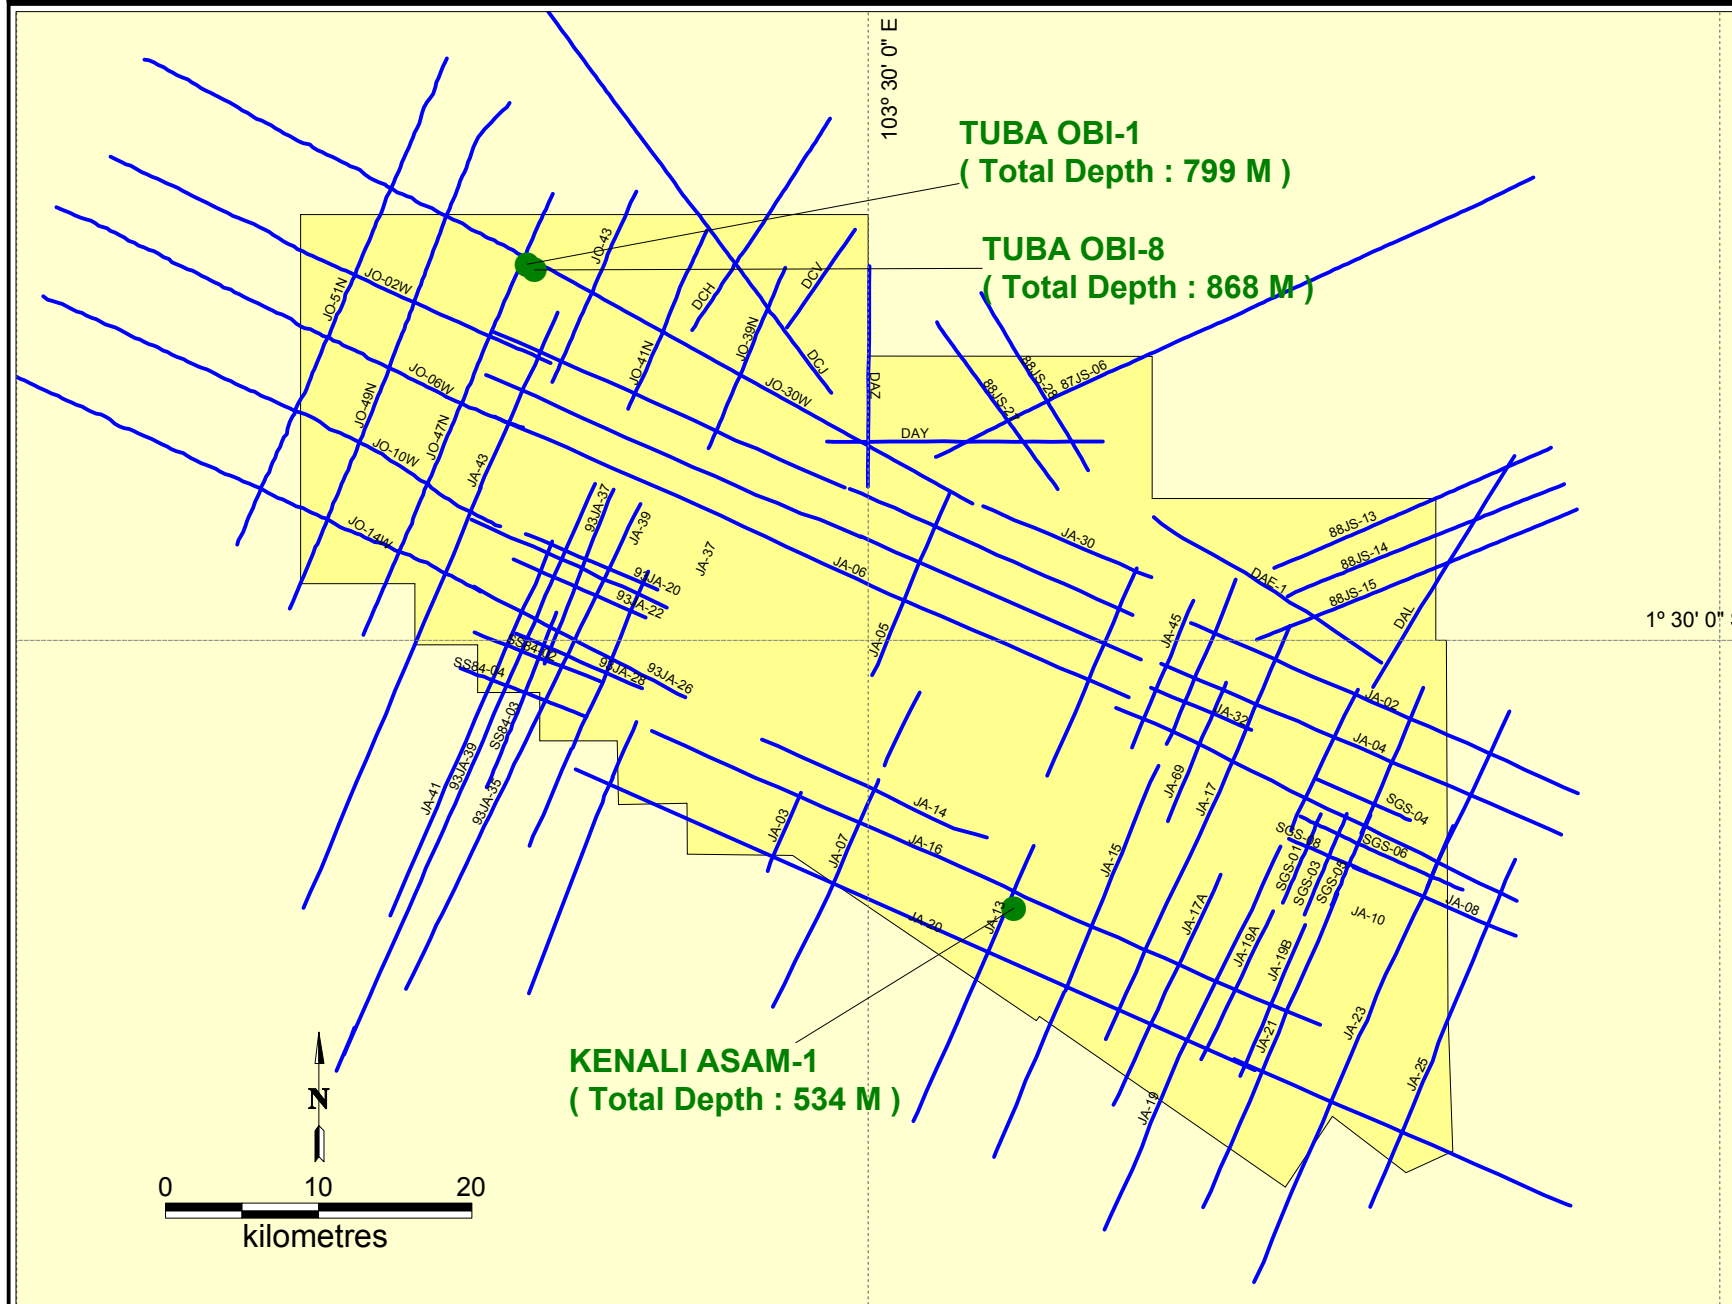 103º 30' 0" E
TUBA OBI-1
( Total Depth : 799 M )
TUBA OBI-8
( Total Depth : 868 M )
JO-43
JO-02W
JO-51N
DCH
DCV
JO-39N
JO-41N
DCJ
DAZ
JO-30W
88JS-28
87JS-06
88JS-27
JO-06W
JO-49N
JO-47N
JO-10W
JA-43
DAY
JO-14W
93JA-37
JA-39
JA-37
JA-30
88JS-13
88JS-14
88JS-15
JA-06
DAE-1
DAL
93JA-20
93JA-22
1º 30' 0"
JA-05
JA-45
SS84-02
SS84-04
93JA-28
93JA-26
JA-02
JA-32
JA-04
SS84-03
93JA-39
JA-41
93JA-35
JA-69
JA-17
JA-14
JA-03
JA-07
JA-16
JA-15
SGS-04
SGS-08
SGS-06
SGS-01
SGS-03
SGS-05
JA-08
JA-10
JA-13
JA-20
JA-17A
JA-19A
JA-19B
JA-21
JA-23
JA-25
JA-19
KENALI ASAM-1
( Total Depth : 534 M )
N
0 10 20
kilometres